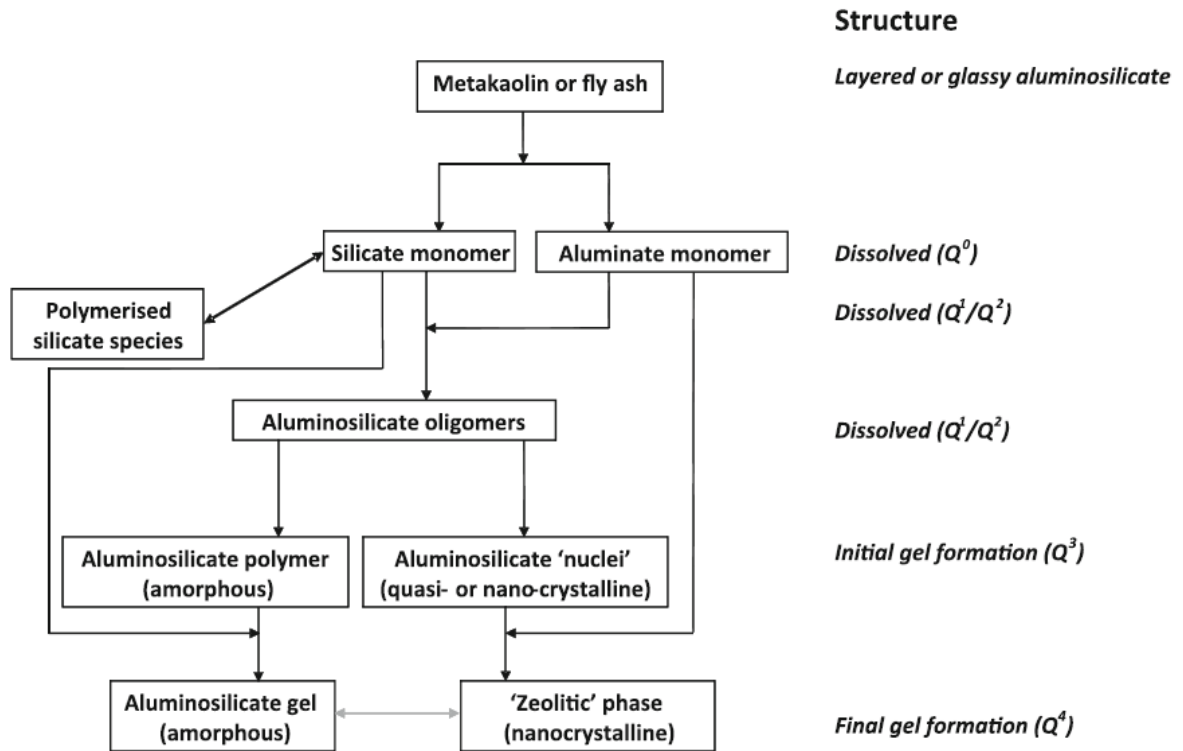 Structure
Metakaolin or fly ash
Layered or glassy aluminosilicate
Silicate monomer
Aluminate monomer
Dissolved (Q⁰)
Polymerised
silicate species
Dissolved (Q¹/Q²)
Aluminosilicate oligomers
Dissolved (Q¹/Q²)
Aluminosilicate polymer
(amorphous)
Aluminosilicate ‘nuclei’
(quasi- or nano-crystalline)
Initial gel formation (Q³)
Aluminosilicate gel
(amorphous)
‘Zeolitic’ phase
(nanocrystalline)
Final gel formation (Q⁴)